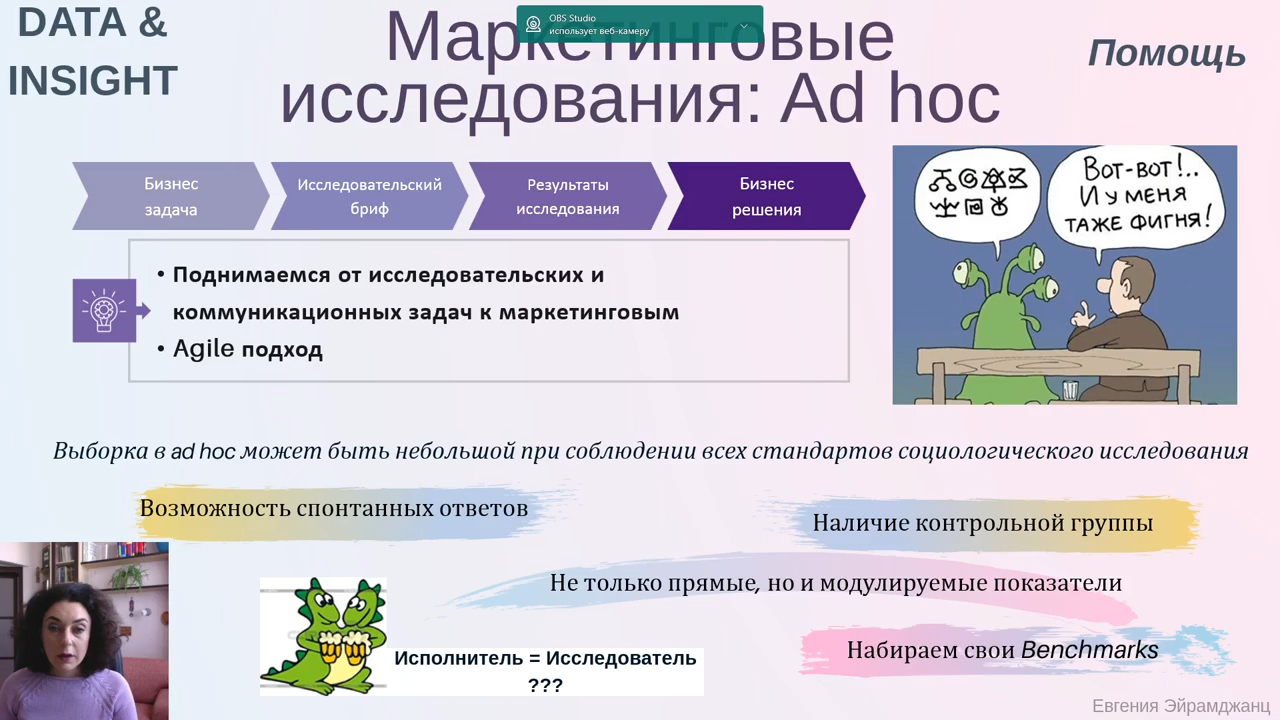 DATA &
INSIGHT
OBS Studio
использует веб-камеру
Маркетинговые
исследования: Ad hoc
Помощь
Бизнес
задача
Исследовательский
бриф
Результаты
исследования
Бизнес
решения
Вот-вот!..
И у меня
таже фигня!
• Поднимаемся от исследовательских и
коммуникационных задач к маркетинговым
• Agile подход
Выборка в ad hoc может быть небольшой при соблюдении всех стандартов социологического исследования
Возможность спонтанных ответов
Наличие контрольной группы
Не только прямые, но и модулируемые показатели
Набираем свои Benchmarks
Исполнитель = Исследователь
???
Евгения Эйрамджанц